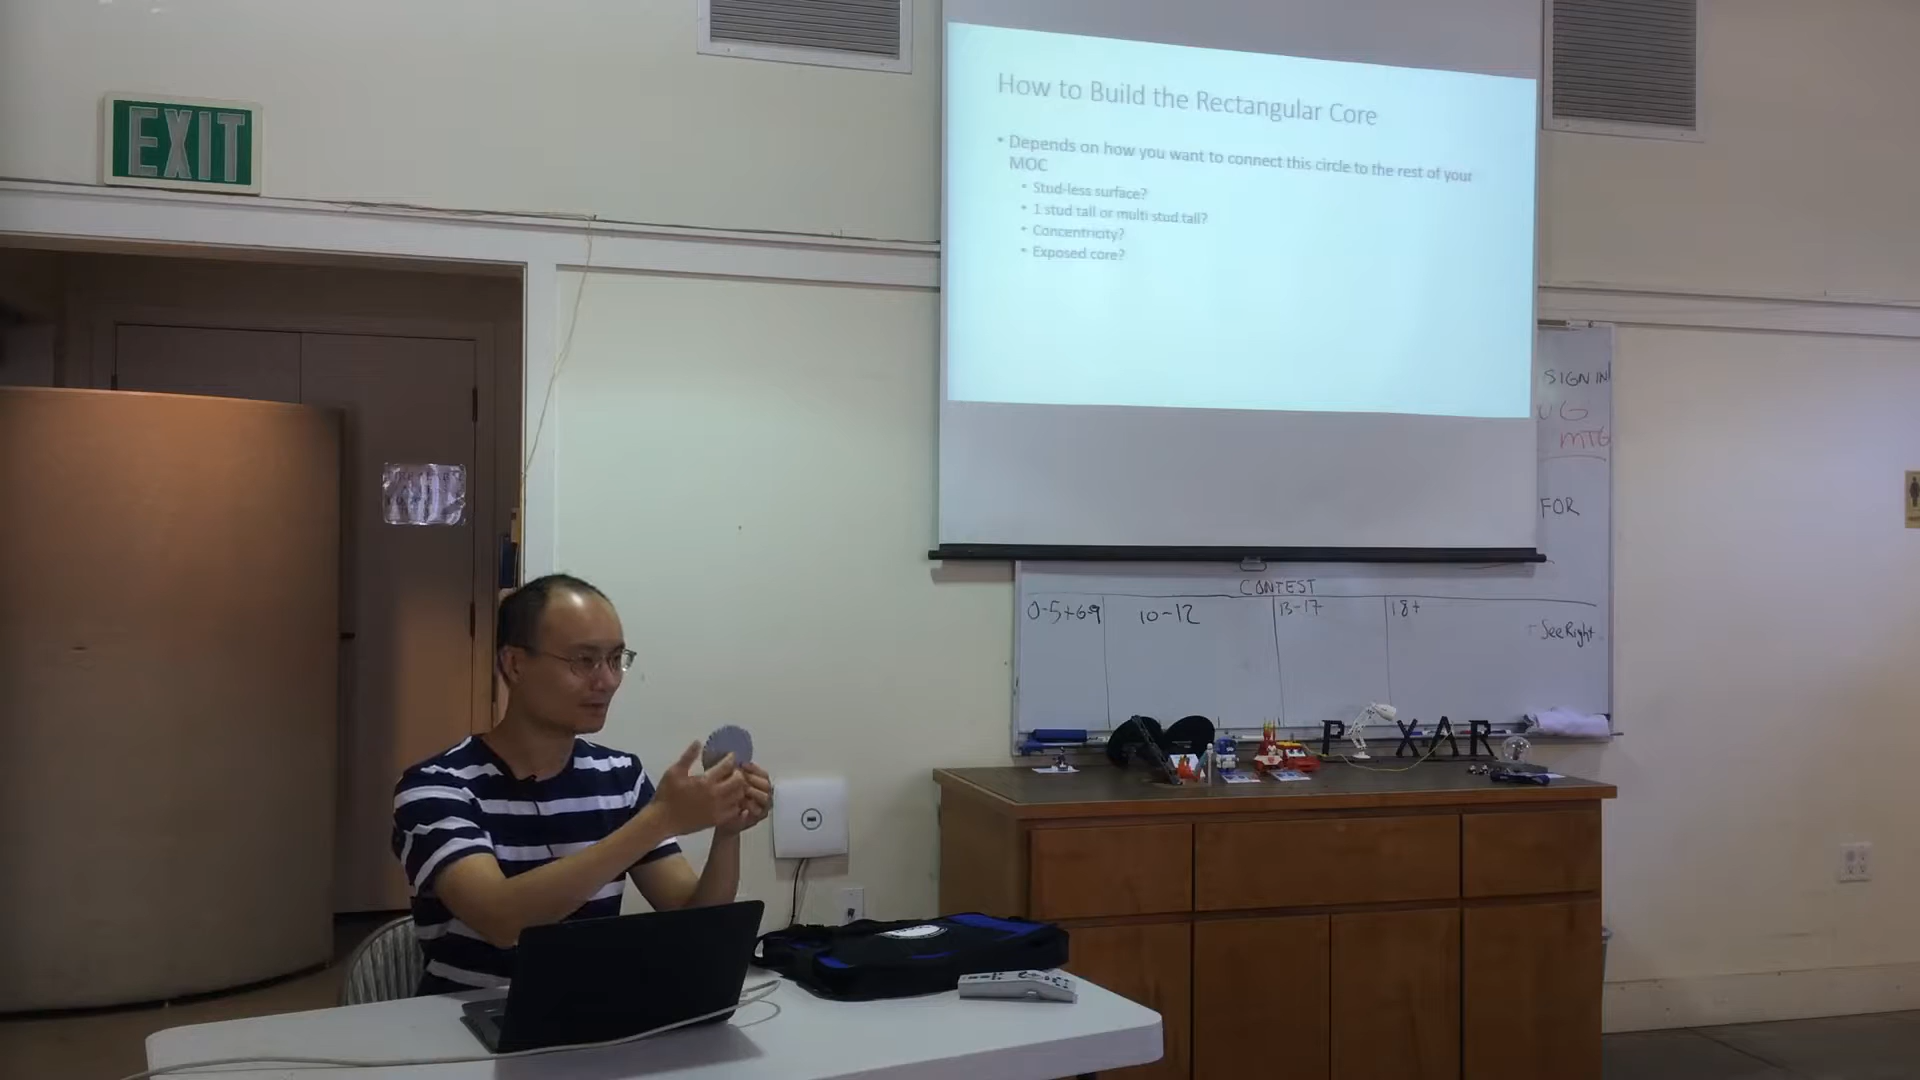 EXIT
How to Build the Rectangular Core
• Depends on how you want to connect this circle to the rest of your
MOC
• Stud-less surface?
• 1 stud tall or multi stud tall?
• Concentricity?
• Exposed core?
SIGN IN
UG
MTG
FOR
CONTEST
0-5+6-9 10-12 13-17 18+
See Right
P XAR